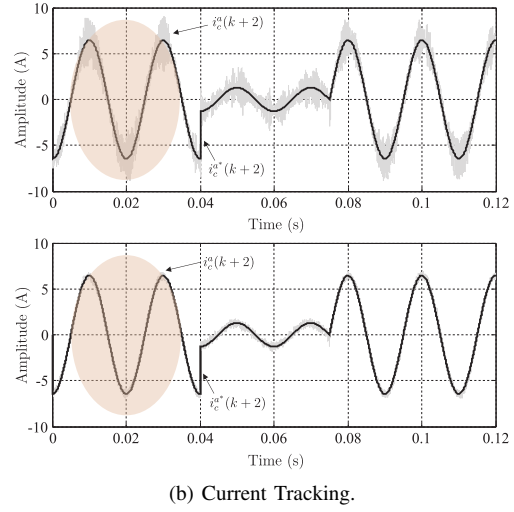 10
5
0
-5
-10
Amplitude (A)
i_c^a(k+2)
i_c^{a*}(k+2)
0 0.02 0.04 0.06 0.08 0.1 0.12
Time (s)
10
5
0
-5
-10
Amplitude (A)
i_c^a(k+2)
i_c^{a*}(k+2)
0 0.02 0.04 0.06 0.08 0.1 0.12
Time (s)
(b) Current Tracking.